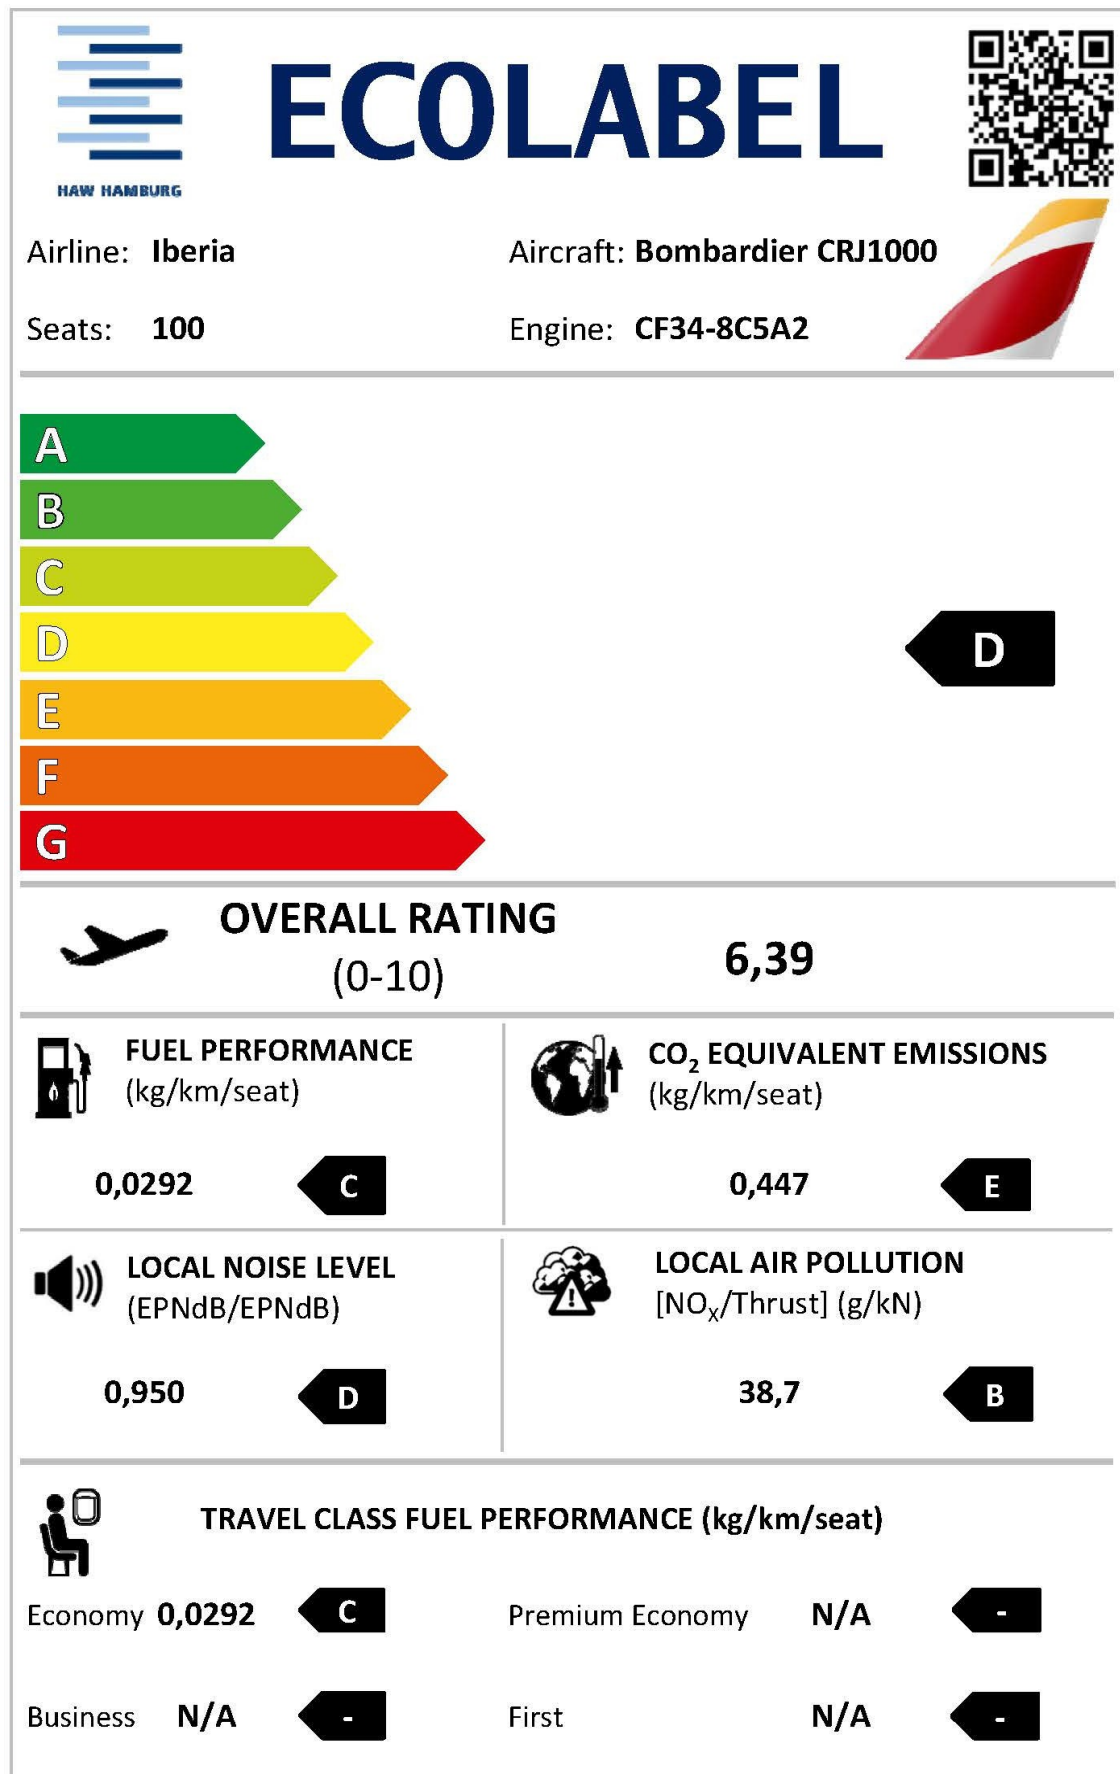 HAW HAMBURG
ECOLABEL
Airline: Iberia Aircraft: Bombardier CRJ1000
Seats: 100 Engine: CF34-8C5A2
A
B
C
D
D
E
F
G
OVERALL RATING
(0-10)
6,39
FUEL PERFORMANCE
(kg/km/seat)
0,0292 C
CO₂ EQUIVALENT EMISSIONS
(kg/km/seat)
0,447 E
LOCAL NOISE LEVEL
(EPNdB/EPNdB)
0,950 D
LOCAL AIR POLLUTION
[NOₓ/Thrust] (g/kN)
38,7 B
TRAVEL CLASS FUEL PERFORMANCE (kg/km/seat)
Economy 0,0292 C Premium Economy N/A -
Business N/A - First N/A -